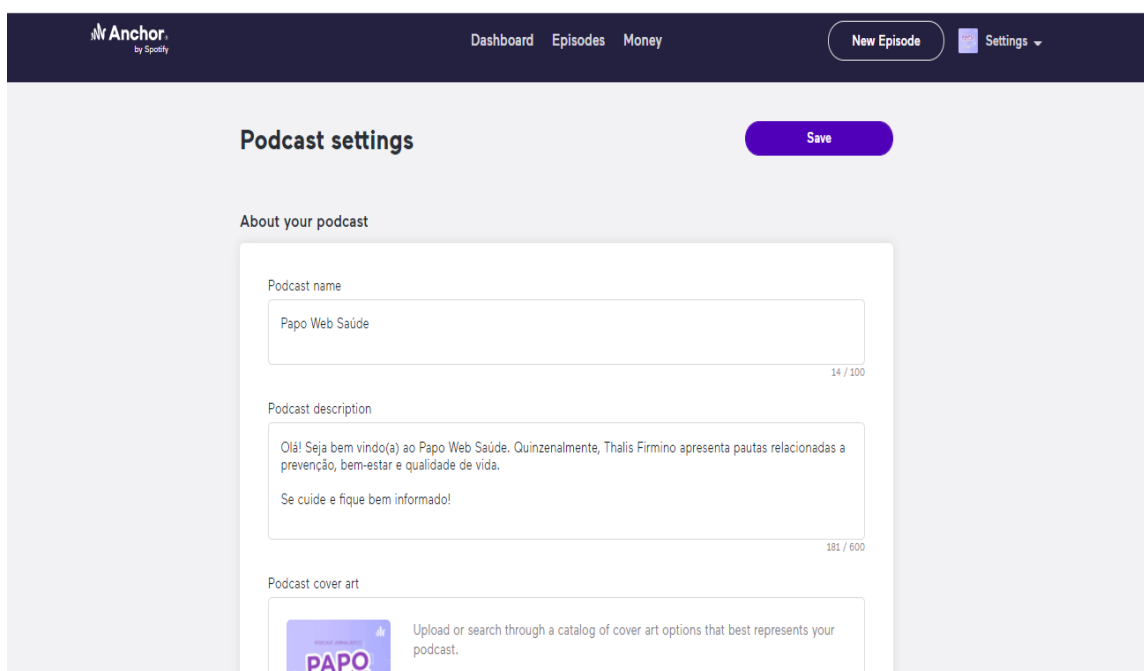 Anchor
by Spotify
Dashboard Episodes Money
New Episode
Settings
Podcast settings
Save
About your podcast
Podcast name
Papo Web Saúde
14 / 100
Podcast description
Olá! Seja bem vindo(a) ao Papo Web Saúde. Quinzenalmente, Thalis Firmino apresenta pautas relacionadas a
prevenção, bem-estar e qualidade de vida.
Se cuide e fique bem informado!
181 / 600
Podcast cover art
Upload or search through a catalog of cover art options that best represents your
podcast.
PAPO